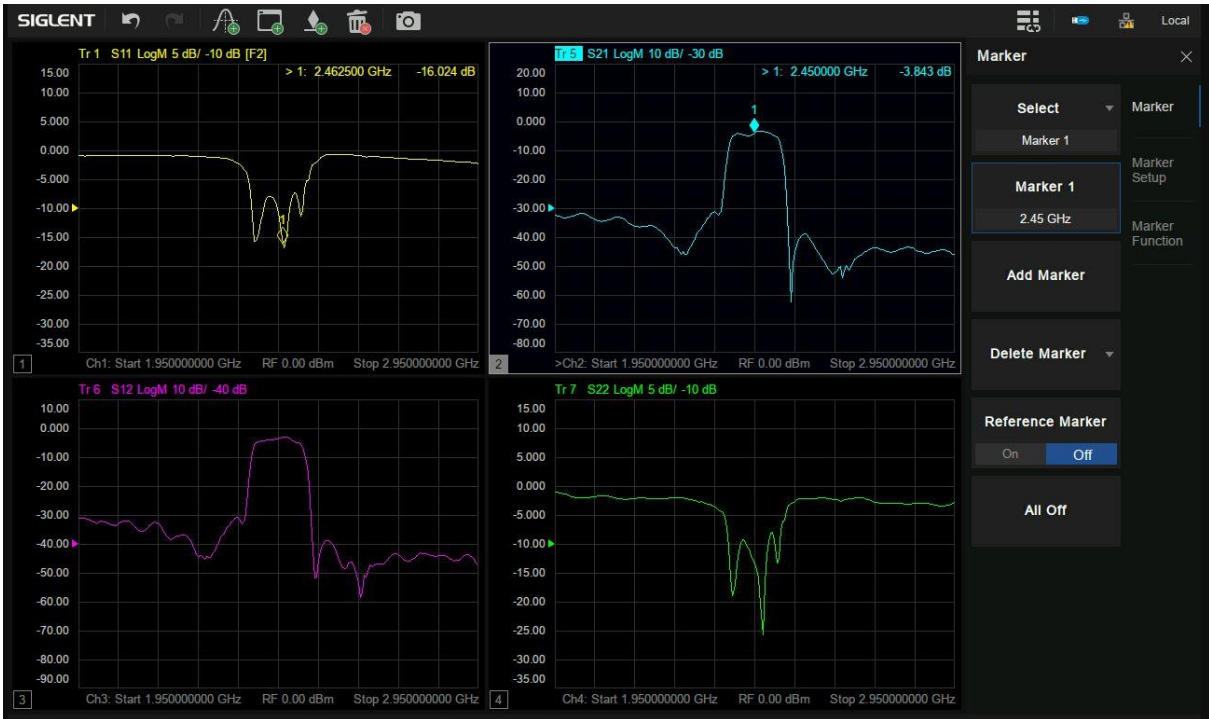 SIGLENT
Local
Tr 1 S11 LogM 5 dB/ -10 dB [F2]
> 1: 2.462500 GHz -16.024 dB
15.00
10.00
5.000
0.000
-5.000
-10.00
-15.00
-20.00
-25.00
-30.00
-35.00
1
1 Ch1: Start 1.950000000 GHz RF 0.00 dBm Stop 2.950000000 GHz
Tr 5 S21 LogM 10 dB/ -30 dB
> 1: 2.450000 GHz -3.843 dB
20.00
10.00
0.000
-10.00
-20.00
-30.00
-40.00
-50.00
-60.00
-70.00
-80.00
1
2 >Ch2: Start 1.950000000 GHz RF 0.00 dBm Stop 2.950000000 GHz
Tr 6 S12 LogM 10 dB/ -40 dB
10.00
0.000
-10.00
-20.00
-30.00
-40.00
-50.00
-60.00
-70.00
-80.00
-90.00
3 Ch3: Start 1.950000000 GHz RF 0.00 dBm Stop 2.950000000 GHz
Tr 7 S22 LogM 5 dB/ -10 dB
15.00
10.00
5.000
0.000
-5.000
-10.00
-15.00
-20.00
-25.00
-30.00
-35.00
4 Ch4: Start 1.950000000 GHz RF 0.00 dBm Stop 2.950000000 GHz
Marker
Select
Marker 1
Marker 1
2.45 GHz
Add Marker
Delete Marker
Reference Marker
On Off
All Off
Marker
Marker
Setup
Marker
Function